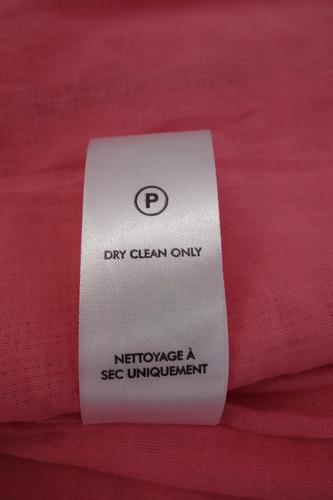 P
DRY CLEAN ONLY
NETTOYAGE À
SEC UNIQUEMENT